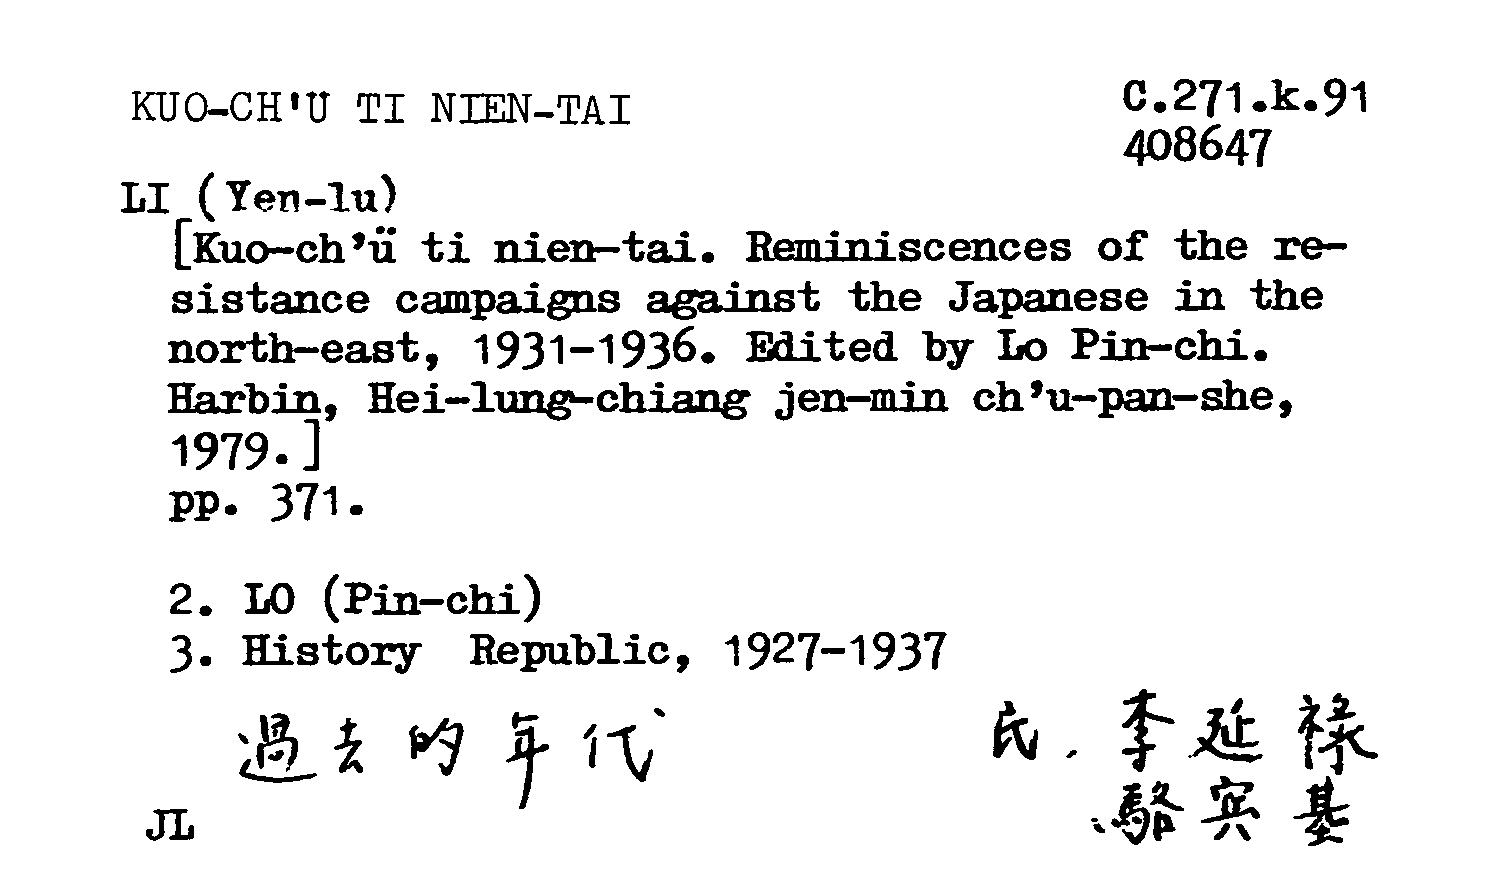 KUO-CH'U TI NIEN-TAI
C.271.k.91
408647
LI (Yen-lu)
[Kuo-ch'ü ti nien-tai. Reminiscences of the re-
sistance campaigns against the Japanese in the
north-east, 1931-1936. Edited by Lo Pin-chi.
Harbin, Hei-lung-chiang jen-min ch'u-pan-she,
1979.]
pp. 371.
2. LO (Pin-chi)
3. History Republic, 1927-1937
過去的年代 民. 李延祿
駱宾基
JL